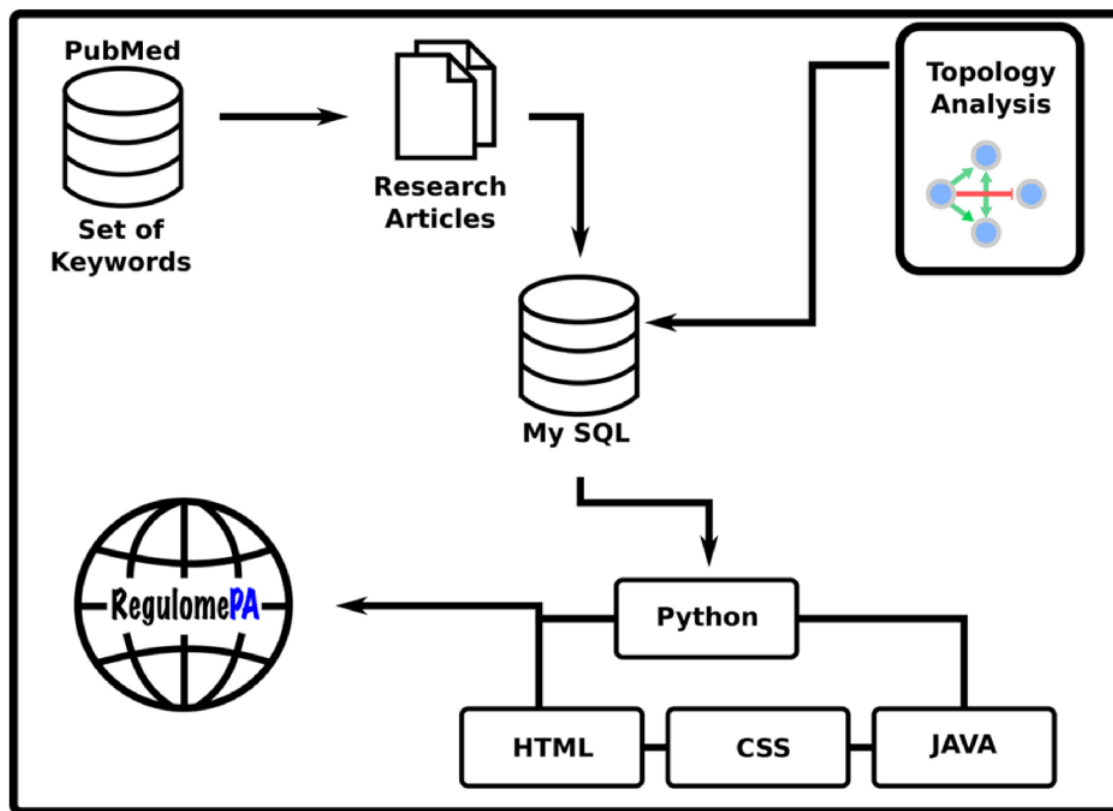 PubMed
Set of
Keywords
Research
Articles
Topology
Analysis
My SQL
RegulomePA
Python
HTML
CSS
JAVA